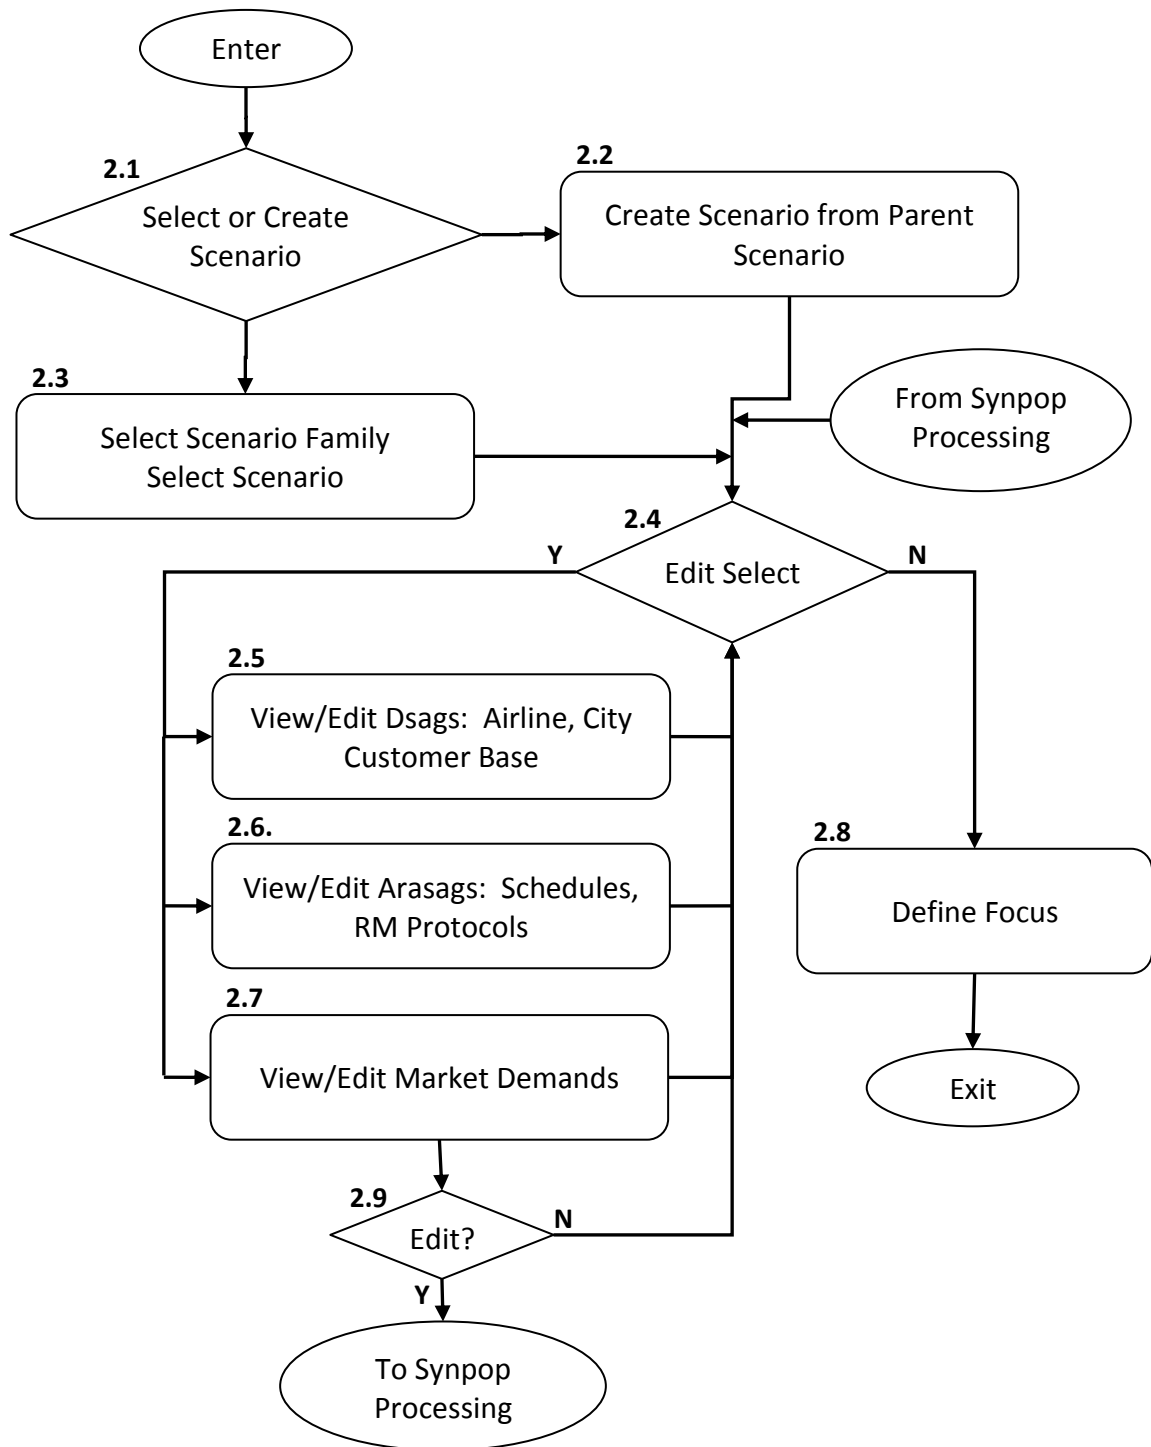 Enter
2.1
Select or Create
Scenario
2.2
Create Scenario from Parent
Scenario
2.3
Select Scenario Family
Select Scenario
From Synpop
Processing
2.4
Edit Select
Y
N
2.5
View/Edit Dsags:  Airline, City
Customer Base
2.6.
View/Edit Arasags:  Schedules,
RM Protocols
2.7
View/Edit Market Demands
2.8
Define Focus
Exit
2.9
Edit?
N
Y
To Synpop
Processing